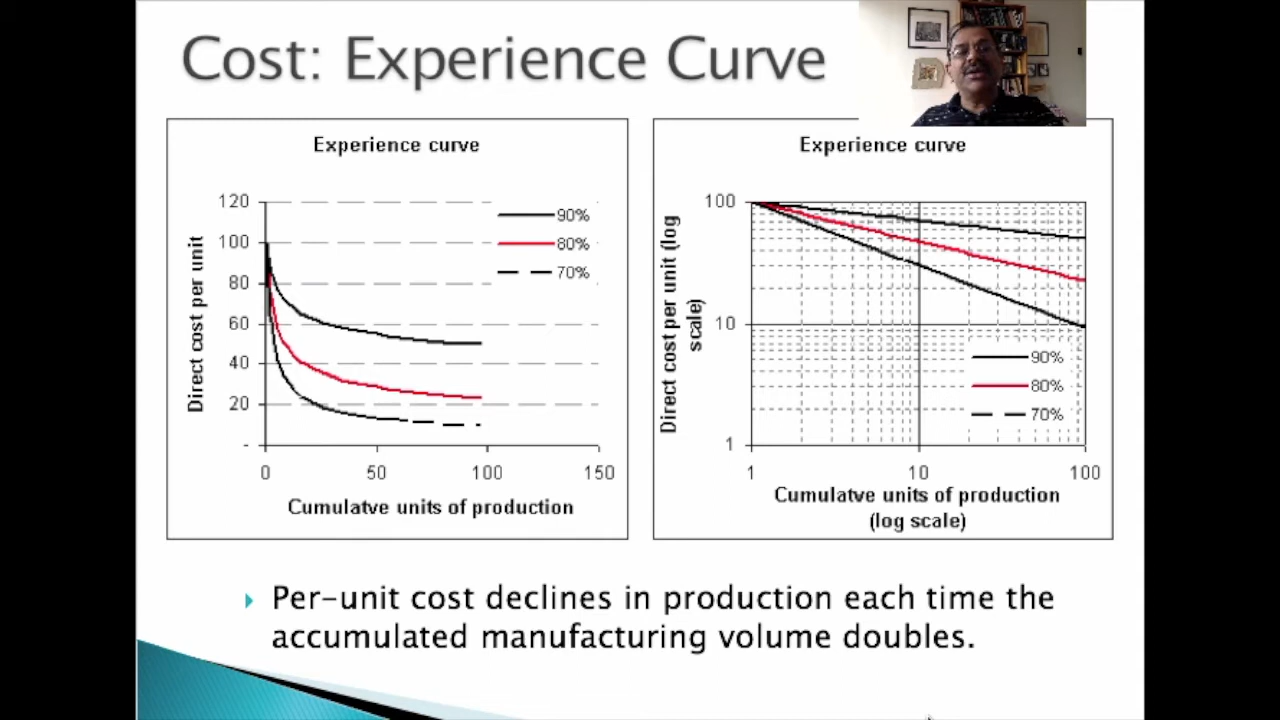 Cost: Experience Curve
Experience curve
120
100
80
60
40
20
-
0 50 100 150
Direct cost per unit
Cumulatve units of production
90%
80%
70%
Experience curve
100
10
1
1 10 100
Direct cost per unit (log
scale)
Cumulatve units of production
(log scale)
90%
80%
70%
Per-unit cost declines in production each time the
accumulated manufacturing volume doubles.